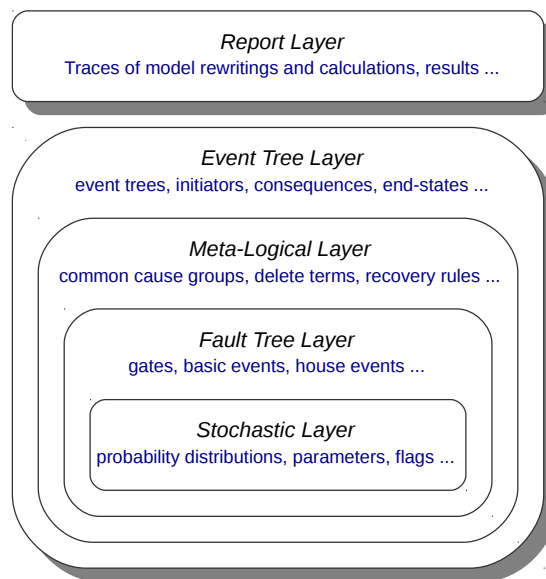 Report Layer
Traces of model rewritings and calculations, results ...
Event Tree Layer
event trees, initiators, consequences, end-states ...
Meta-Logical Layer
common cause groups, delete terms, recovery rules ...
Fault Tree Layer
gates, basic events, house events ...
Stochastic Layer
probability distributions, parameters, flags ...